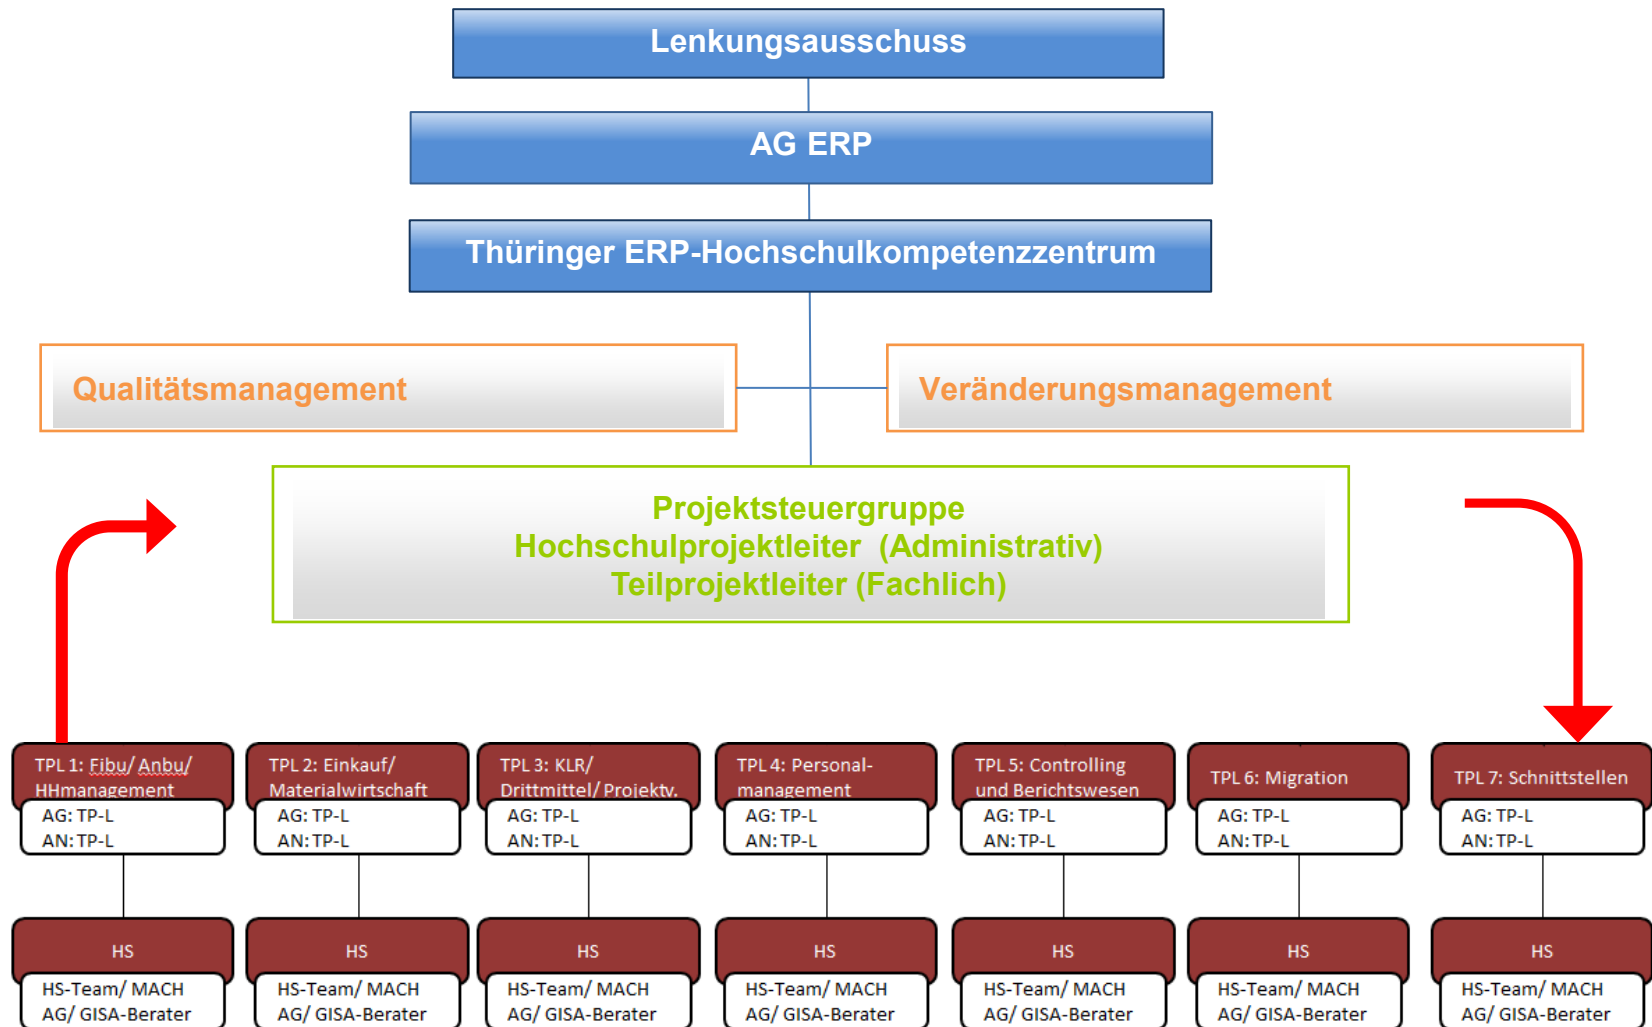 Lenkungsausschuss
AG ERP
Thüringer ERP-Hochschulkompetenzzentrum
Qualitätsmanagement
Veränderungsmanagement
Projektsteuergruppe
Hochschulprojektleiter (Administrativ)
Teilprojektleiter (Fachlich)
TPL 1: Fibu/ Anbu/
HHmanagement
AG: TP-L
AN: TP-L
TPL 2: Einkauf/
Materialwirtschaft
AG: TP-L
AN: TP-L
TPL 3: KLR/
Drittmittel/ Projektv.
AG: TP-L
AN: TP-L
TPL 4: Personal-
management
AG: TP-L
AN: TP-L
TPL 5: Controlling
und Berichtswesen
AG: TP-L
AN: TP-L
TPL 6: Migration
AG: TP-L
AN: TP-L
TPL 7: Schnittstellen
AG: TP-L
AN: TP-L
HS
HS-Team/ MACH
AG/ GISA-Berater
HS
HS-Team/ MACH
AG/ GISA-Berater
HS
HS-Team/ MACH
AG/ GISA-Berater
HS
HS-Team/ MACH
AG/ GISA-Berater
HS
HS-Team/ MACH
AG/ GISA-Berater
HS
HS-Team/ MACH
AG/ GISA-Berater
HS
HS-Team/ MACH
AG/ GISA-Berater